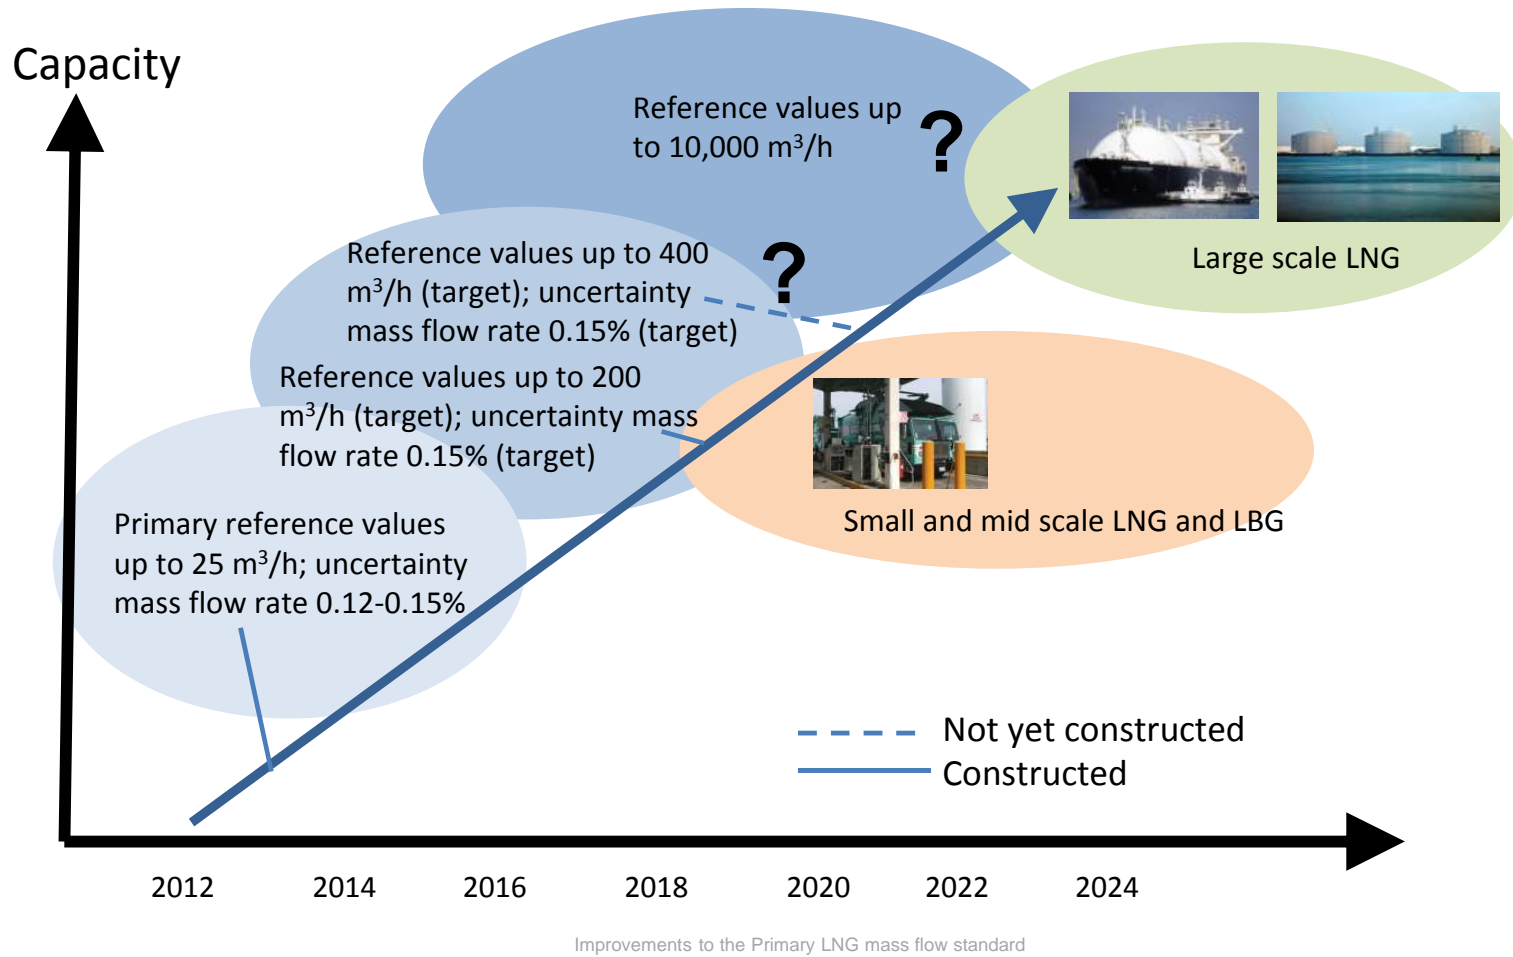 Capacity
Reference values up
to 10,000 m³/h
?
Reference values up to 400
m³/h (target); uncertainty
mass flow rate 0.15% (target)
?
Large scale LNG
Reference values up to 200
m³/h (target); uncertainty mass
flow rate 0.15% (target)
Small and mid scale LNG and LBG
Primary reference values
up to 25 m³/h; uncertainty
mass flow rate 0.12-0.15%
Not yet constructed
Constructed
2012 2014 2016 2018 2020 2022 2024
Improvements to the Primary LNG mass flow standard